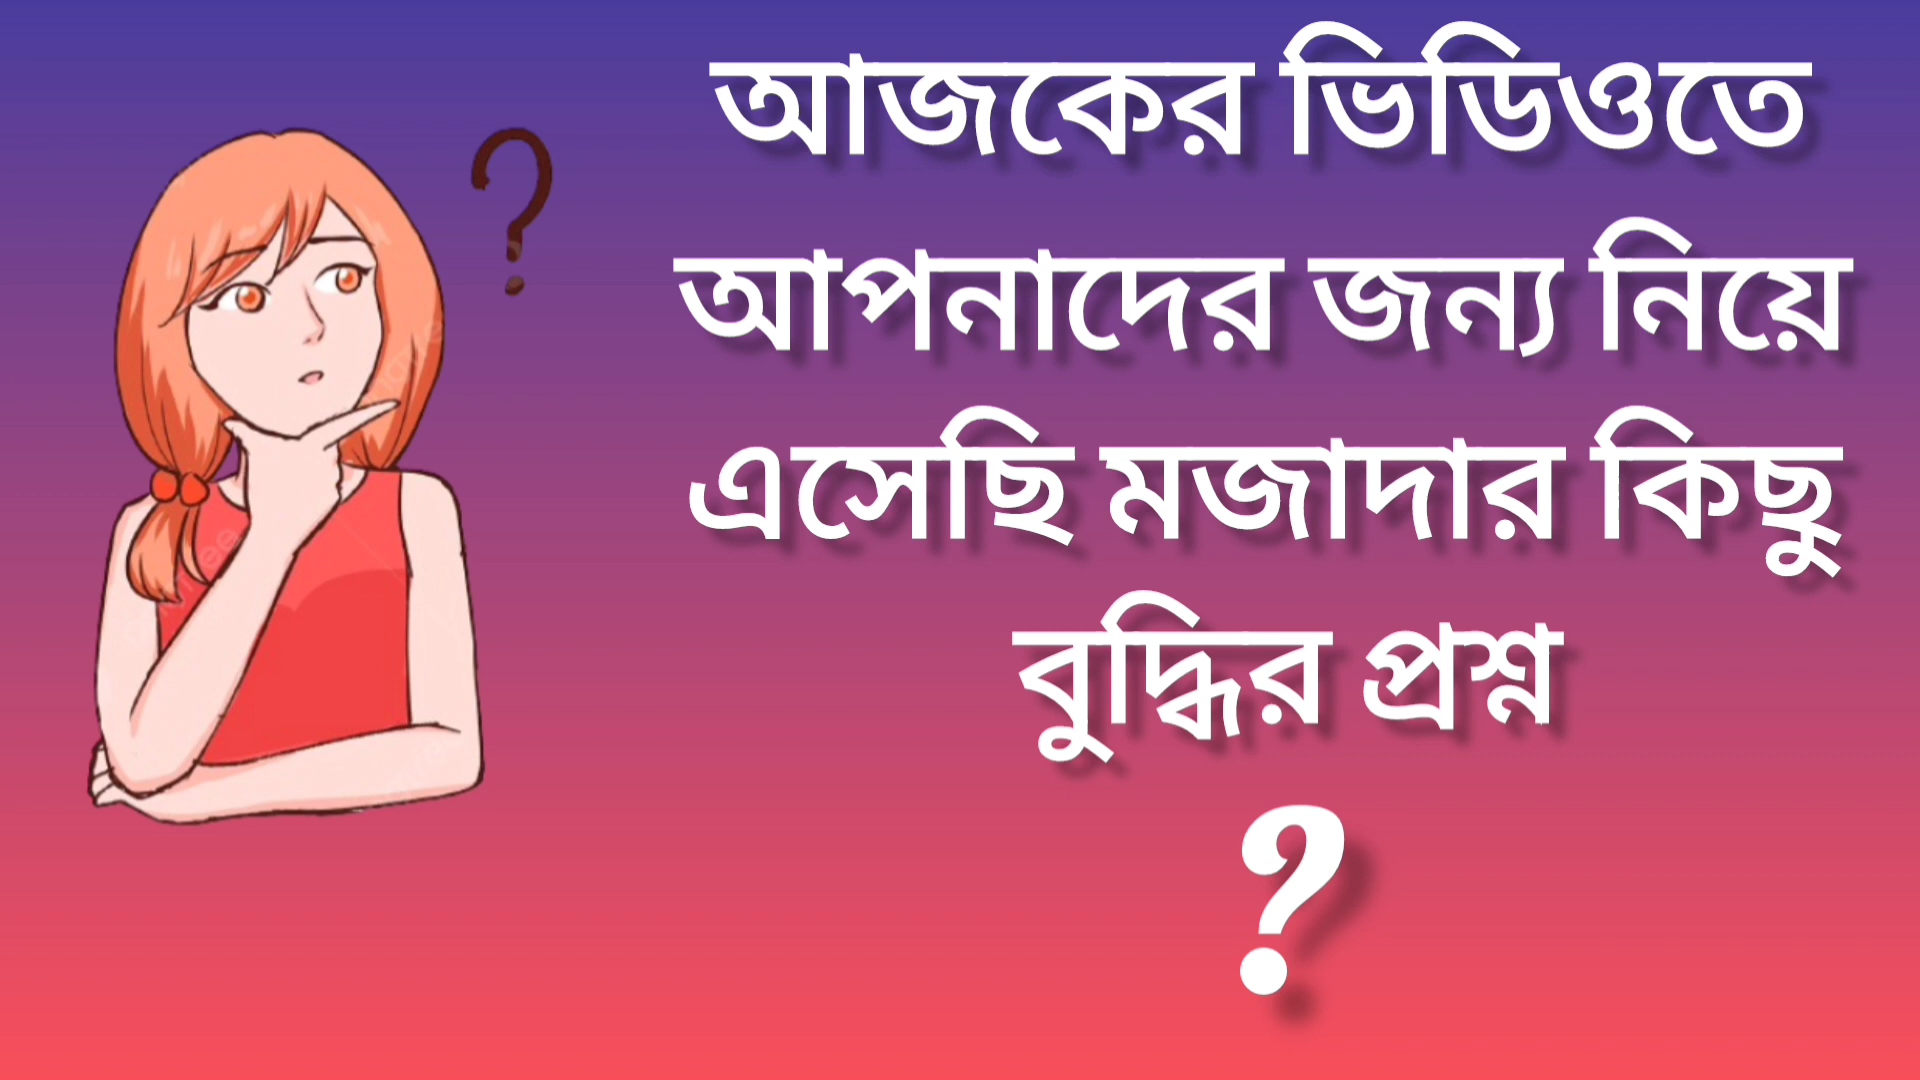 আজকের ভিডিওতে
আপনাদের জন্য নিয়ে
এসেছি মজাদার কিছু
বুদ্ধির প্রশ্ন
?